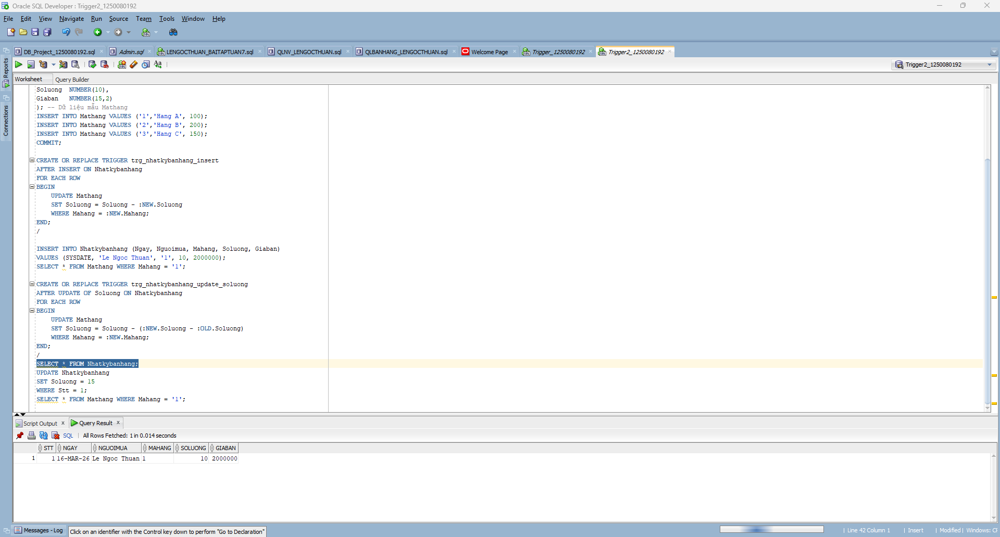 Oracle SQL Developer : Trigger2_1250080192
File Edit View Navigate Run Source Team Tools Window Help
DB_Project_1250080192.sql Admin.sql LENGOCTHUAN_BAITAPTUAN7.sql QLNV_LENGOCTHUAN.sql QLBANHANG_LENGOCTHUAN.sql Welcome Page Trigger_1250080192 Trigger2_1250080192
Reports
Connections
Trigger2_1250080192
Worksheet Query Builder
Soluong NUMBER(10),
Giaban NUMBER(15,2)
); -- Dữ liệu mẫu Mathang
INSERT INTO Mathang VALUES ('1','Hang A', 100);
INSERT INTO Mathang VALUES ('2','Hang B', 200);
INSERT INTO Mathang VALUES ('3','Hang C', 150);
COMMIT;
CREATE OR REPLACE TRIGGER trg_nhatkybanhang_insert
AFTER INSERT ON Nhatkybanhang
FOR EACH ROW
BEGIN
UPDATE Mathang
SET Soluong = Soluong - :NEW.Soluong
WHERE Mahang = :NEW.Mahang;
END;
/
INSERT INTO Nhatkybanhang (Ngay, Nguoimua, Mahang, Soluong, Giaban)
VALUES (SYSDATE, 'Le Ngoc Thuan', '1', 10, 2000000);
SELECT * FROM Mathang WHERE Mahang = '1';
CREATE OR REPLACE TRIGGER trg_nhatkybanhang_update_soluong
AFTER UPDATE OF Soluong ON Nhatkybanhang
FOR EACH ROW
BEGIN
UPDATE Mathang
SET Soluong = Soluong - (:NEW.Soluong - :OLD.Soluong)
WHERE Mahang = :NEW.Mahang;
END;
/
SELECT * FROM Nhatkybanhang;
UPDATE Nhatkybanhang
SET Soluong = 15
WHERE Stt = 1;
SELECT * FROM Mathang WHERE Mahang = '1';
Script Output x Query Result x
SQL | All Rows Fetched: 1 in 0.014 seconds
STT NGAY NGUOIMUA MAHANG SOLUONG GIABAN
1 1 16-MAR-26 Le Ngoc Thuan 1 10 2000000
Messages - Log Click on an identifier with the Control key down to perform "Go to Declaration" | Line 42 Column 1 | Insert | Modified | Windows: